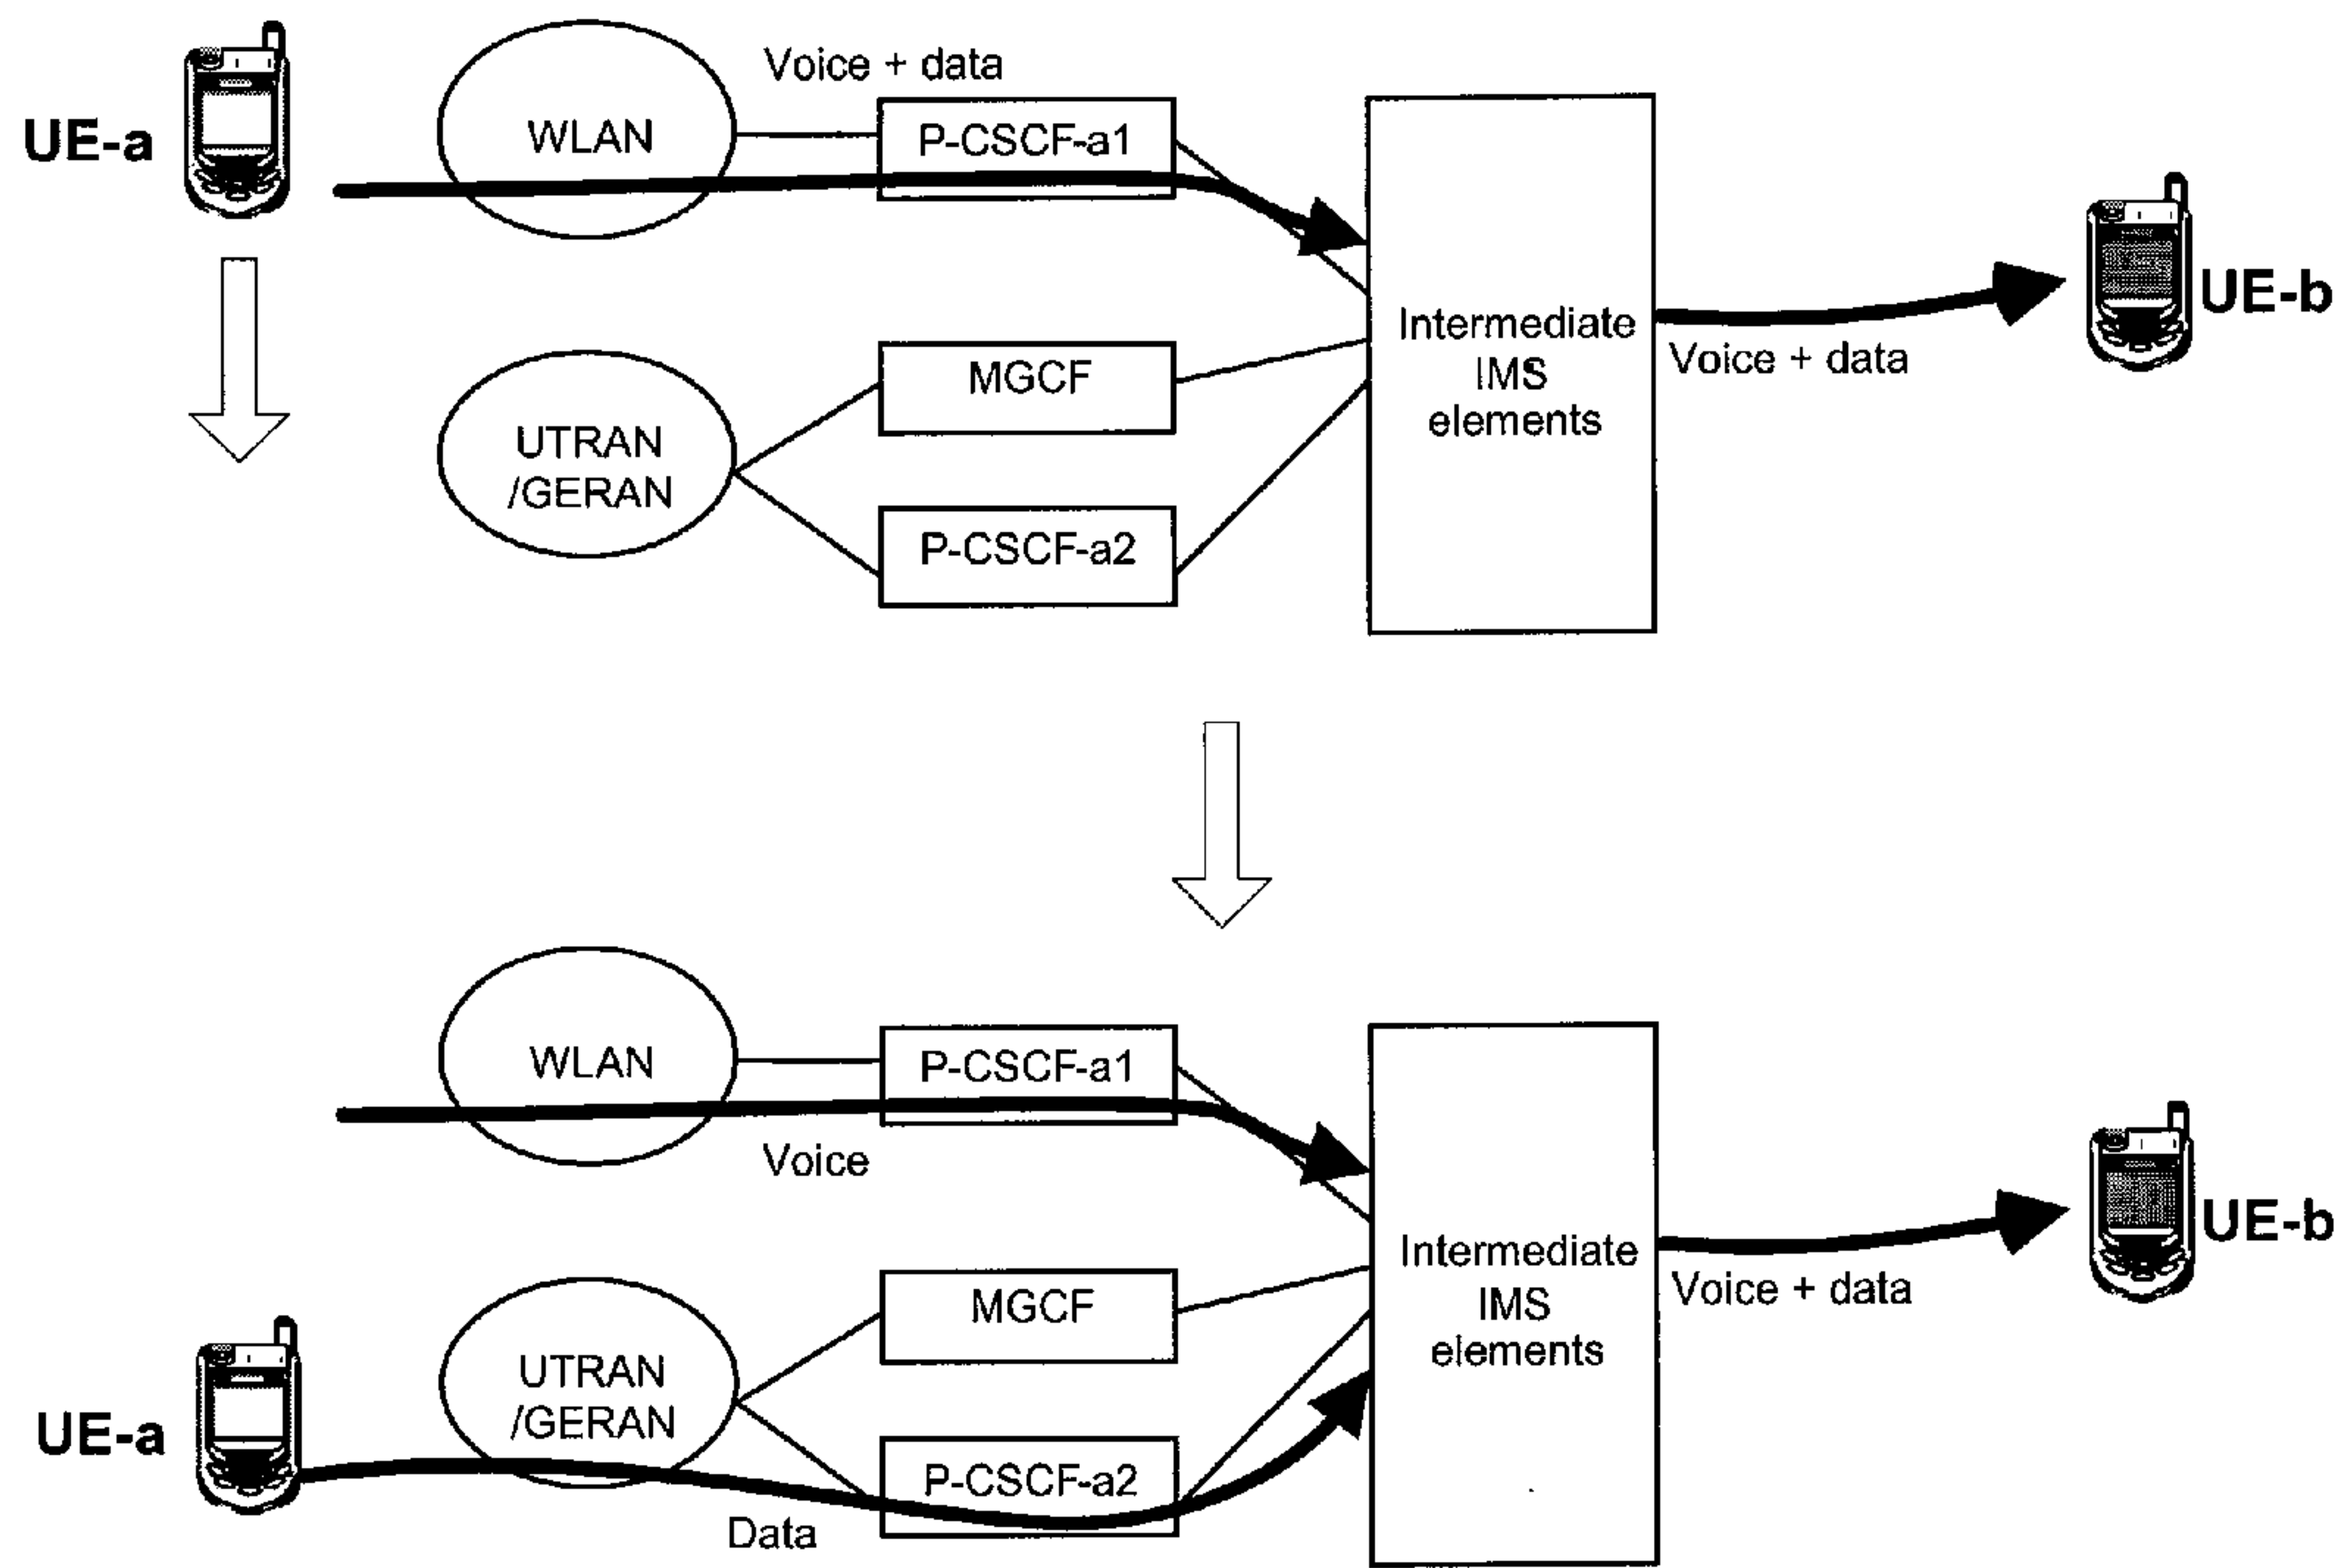 Voice + data
UE-a
WLAN
P-CSCF-a1
UE-b
Intermediate
IMS
elements
Voice + data
MGCF
UTRAN
/GERAN
P-CSCF-a2
WLAN
P-CSCF-a1
Voice
UE-b
Intermediate
IMS
elements
Voice + data
MGCF
UTRAN
/GERAN
UE-a
P-CSCF-a2
Data